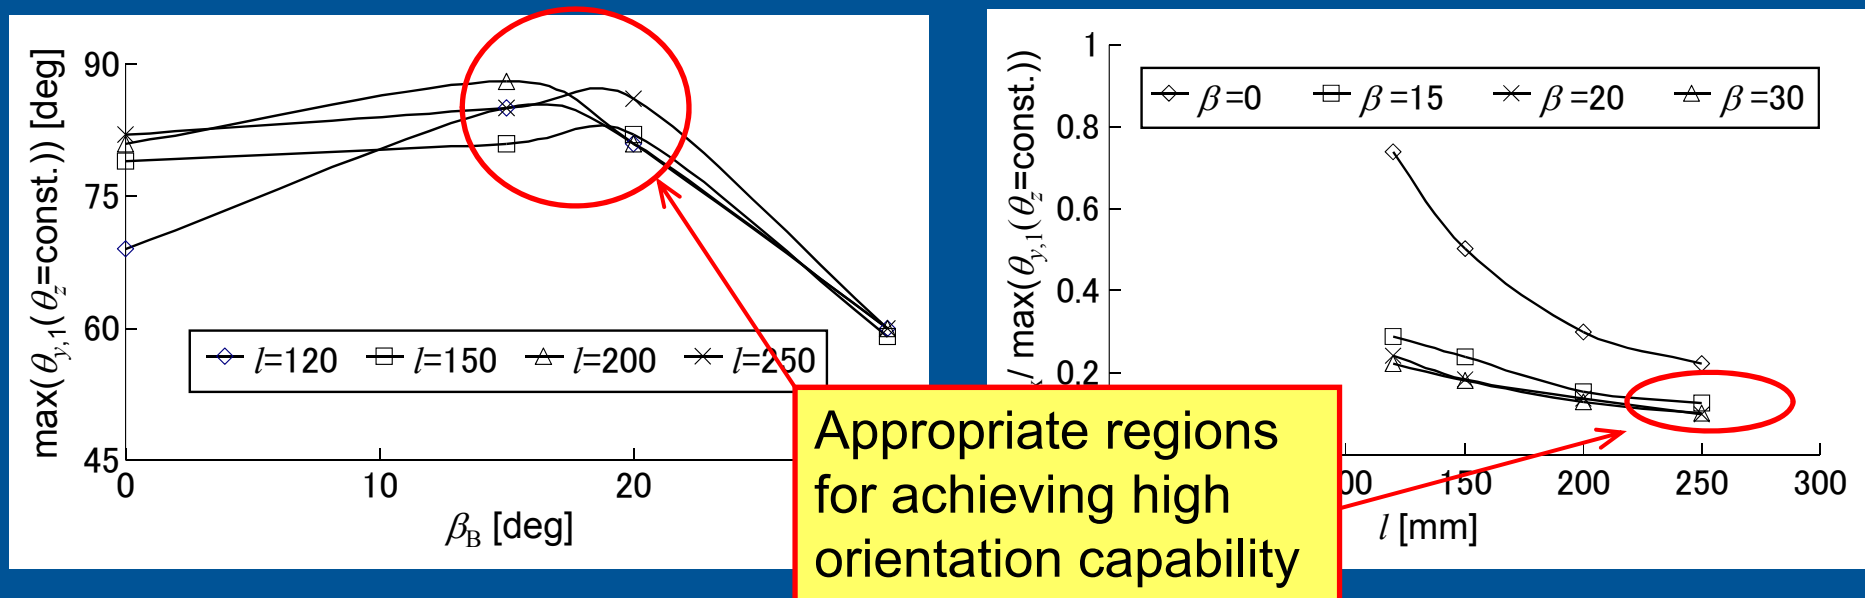 max(θy,1(θz=const.)) [deg]
90
75
60
45
0
10
20
βB [deg]
l=120
l=150
l=200
l=250
max(θy,1(θz=const.))
1
0.8
0.6
0.4
0.2
β=0
β=15
β=20
β=30
150
200
250
300
l [mm]
Appropriate regions
for achieving high
orientation capability